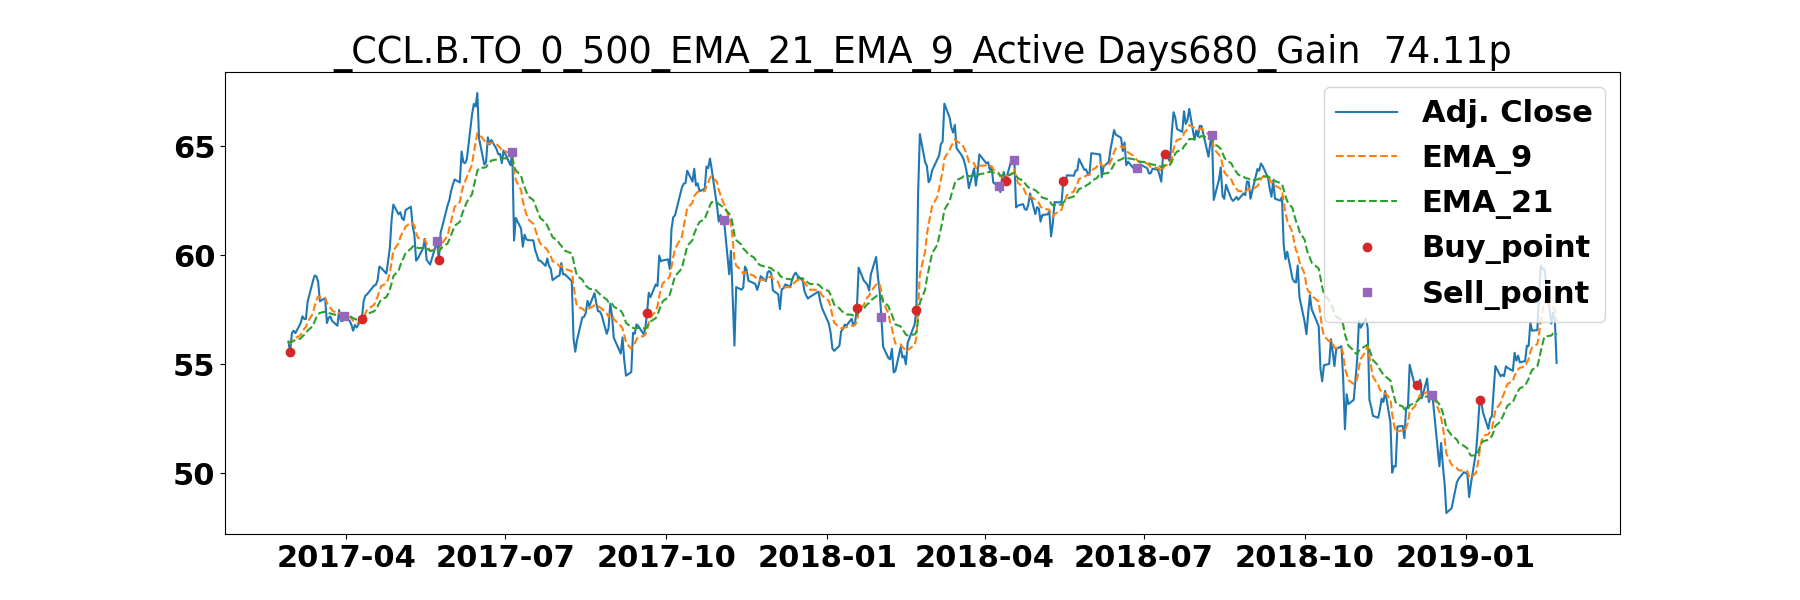 _CCL.B.TO_0_500_EMA_21_EMA_9_Active Days680_Gain  74.11p
65
60
55
50
Adj. Close
EMA_9
EMA_21
Buy_point
Sell_point
2017-04 2017-07 2017-10 2018-01 2018-04 2018-07 2018-10 2019-01